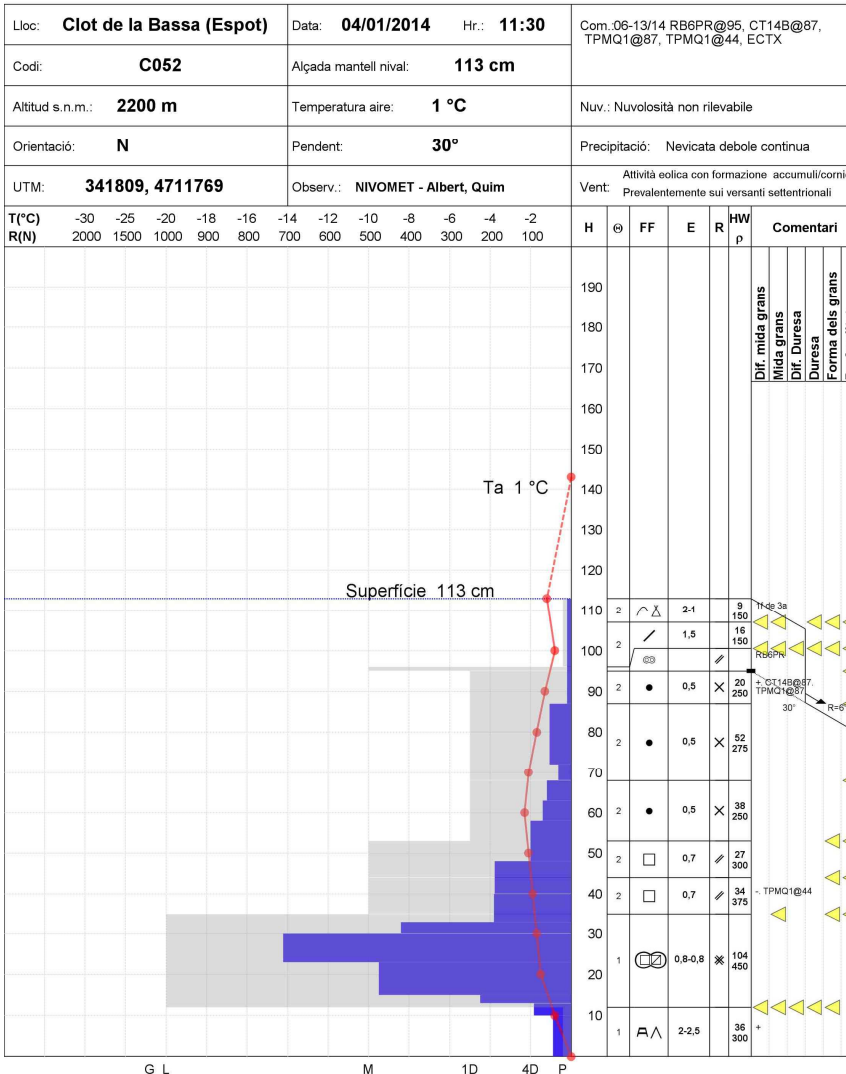 Lloc: Clot de la Bassa (Espot)
Data: 04/01/2014 Hr.: 11:30
Com.:06-13/14 RB6PR@95, CT14B@87,
TPMQ1@87, TPMQ1@44, ECTX
Codi: C052
Alçada mantell nival: 113 cm
Altitud s.n.m.: 2200 m
Temperatura aire: 1 °C
Nuv.: Nuvolosità non rilevabile
Orientació: N
Pendent: 30°
Precipitació: Nevicata debole continua
UTM: 341809, 4711769
Observ.: NIVOMET - Albert, Quim
Vent: Attività eolica con formazione accumuli/corni
Prevalentemente sui versanti settentrionali
T(°C) -30 -25 -20 -18 -16 -14 -12 -10 -8 -6 -4 -2
R(N) 2000 1500 1000 900 800 700 600 500 400 300 200 100
H Θ FF E R HW ρ Comentari
Dif. mida grans
Mida grans
Dif. Duresa
Duresa
Forma dels grans
190
180
170
160
150
Ta 1 °C
140
130
120
Superfície 113 cm
110
2 2-1 9 150 1f de 3a
2 1,5 16 150
100
RB6PR
90
2 0,5 20 250 +. CT14B@87.
TPMQ1@87
30° R=6°
80
2 0,5 52 275
70
60
2 0,5 38 250
50
2 0,7 27 300
40
2 0,7 34 375 -. TPMQ1@44
30
20
1 0,8-0,8 104 450
10
1 2-2,5 36 300 +
G L M 1D 4D P